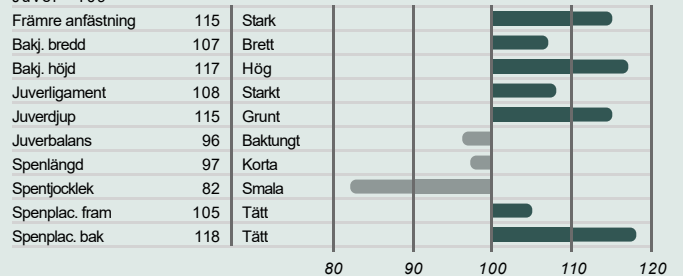 Främre anfästning 115 Stark
Bakj. bredd 107 Brett
Bakj. höjd 117 Hög
Juverligament 108 Starkt
Juverdjup 115 Grunt
Juverbalans 96 Baktungt
Spenlängd 97 Korta
Spentjocklek 82 Smala
Spenplac. fram 105 Tätt
Spenplac. bak 118 Tätt
80 90 100 110 120